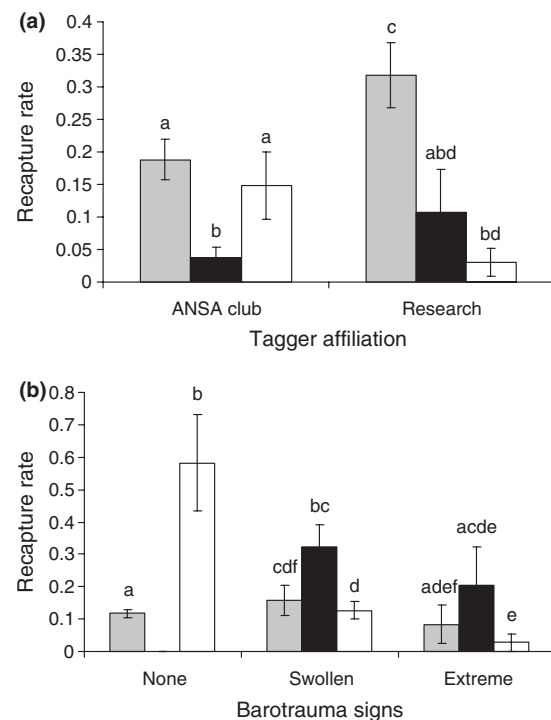 (a)
0.4
0.35
0.3
0.25
0.2
0.15
0.1
0.05
0
Recapture rate
a
b
a
c
abd
bd
ANSA club
Research
Tagger affiliation
(b)
0.8
0.7
0.6
0.5
0.4
0.3
0.2
0.1
0
Recapture rate
a
b
cdf
bc
d
adef
acde
e
None
Swollen
Extreme
Barotrauma signs